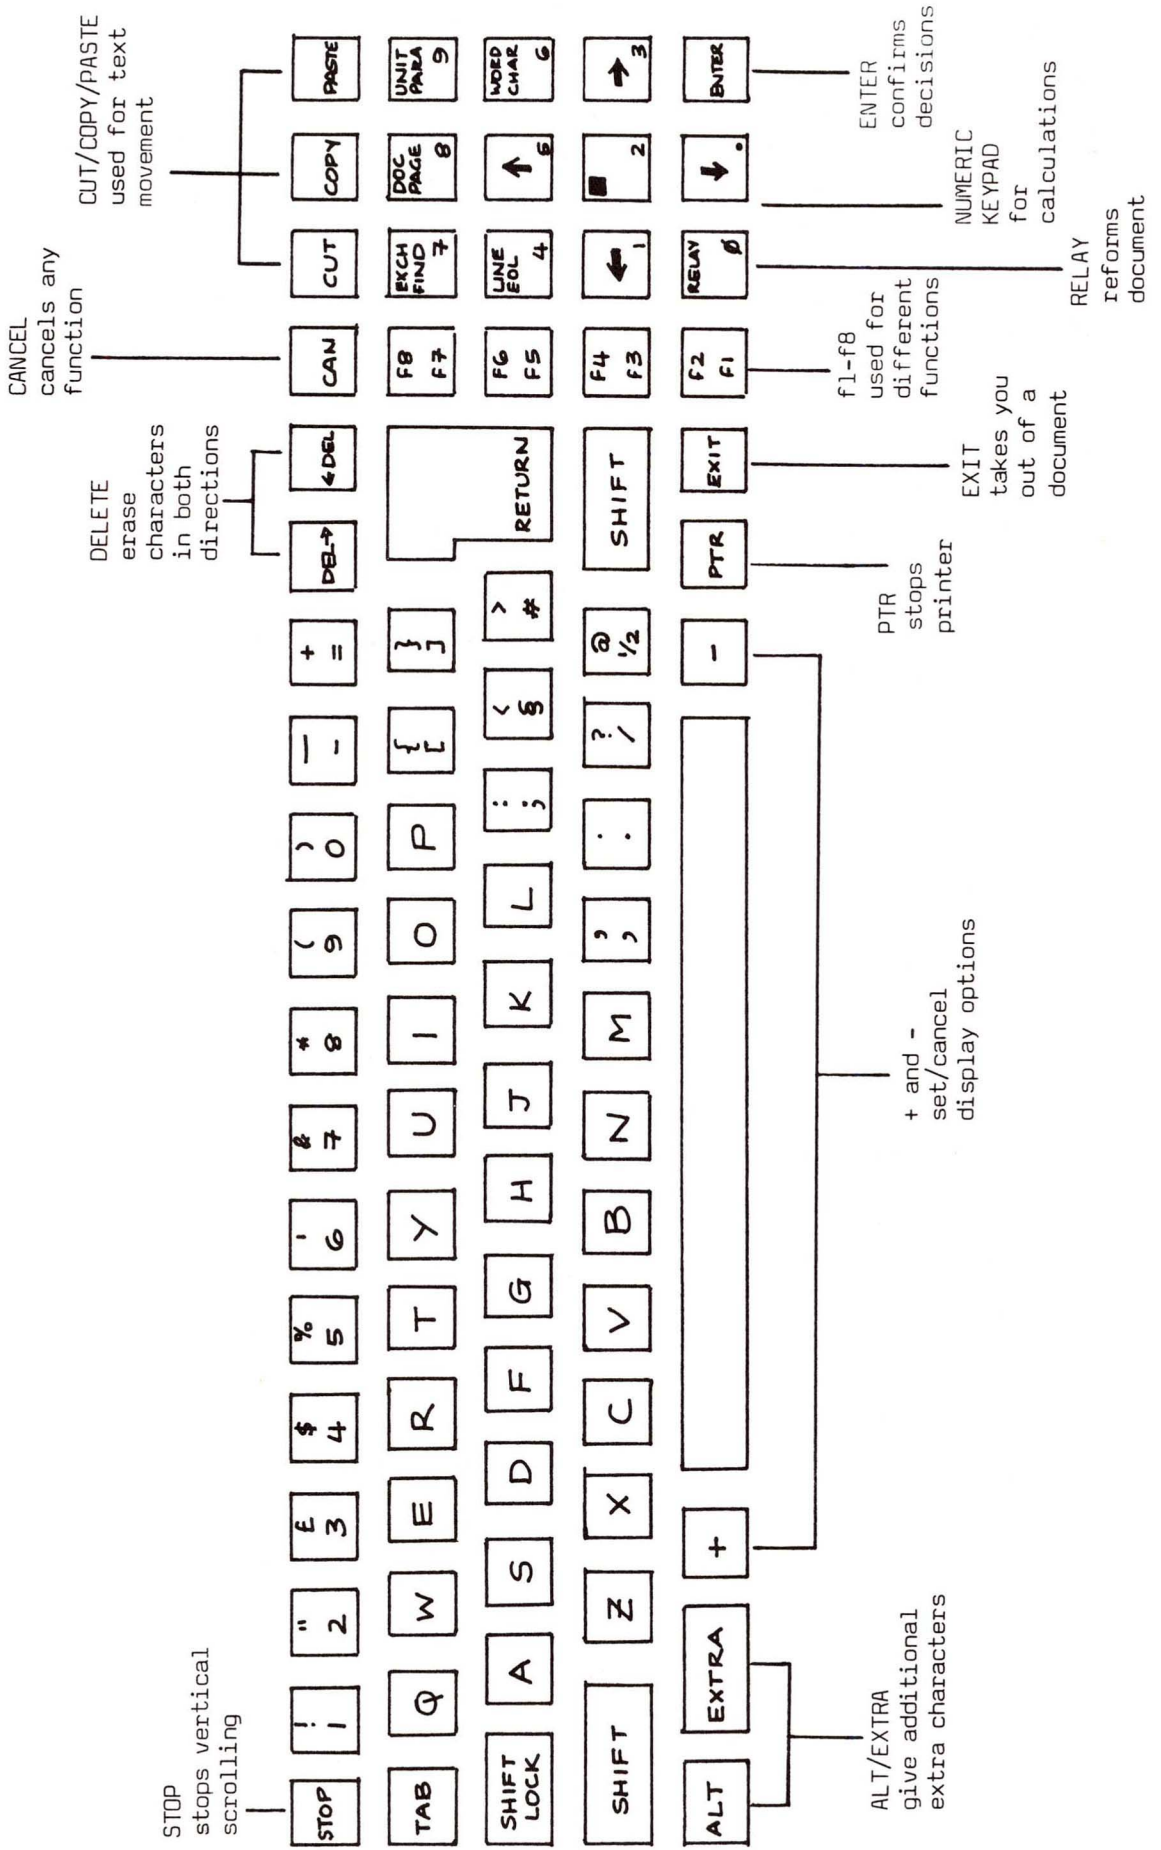 CANCEL
cancels any
function
CUT/COPY/PASTE
used for text
movement
DELETE
erase
characters
in both
directions
STOP
stops vertical
scrolling
STOP ! 1 " 2 £ 3 $ 4 % 5 ' 6 & 7 * 8 ( 9 ) 0 _ - + = DEL→ ←DEL CAN CUT COPY PASTE
TAB Q W E R T Y U I O P { [ } ] RETURN F8 F7 EXCH FIND 7 DOC PAGE 8 UNIT PARA 9
SHIFT LOCK A S D F G H J K L : ; < § > # F6 F5 LINE EOL 4 ↑ 5 WORD CHAR 6
SHIFT Z X C V B N M , , . . ? / @ ½ SHIFT F4 F3 ← 1 ■ 2 → 3
ALT EXTRA + - PTR EXIT F2 F1 RELAY 0 ↓ . ENTER
ALT/EXTRA
give additional
extra characters
+ and -
set/cancel
display options
PTR
stops
printer
EXIT
takes you
out of a
document
f1-f8
used for
different
functions
RELAY
reforms
document
NUMERIC
KEYPAD
for
calculations
ENTER
confirms
decisions